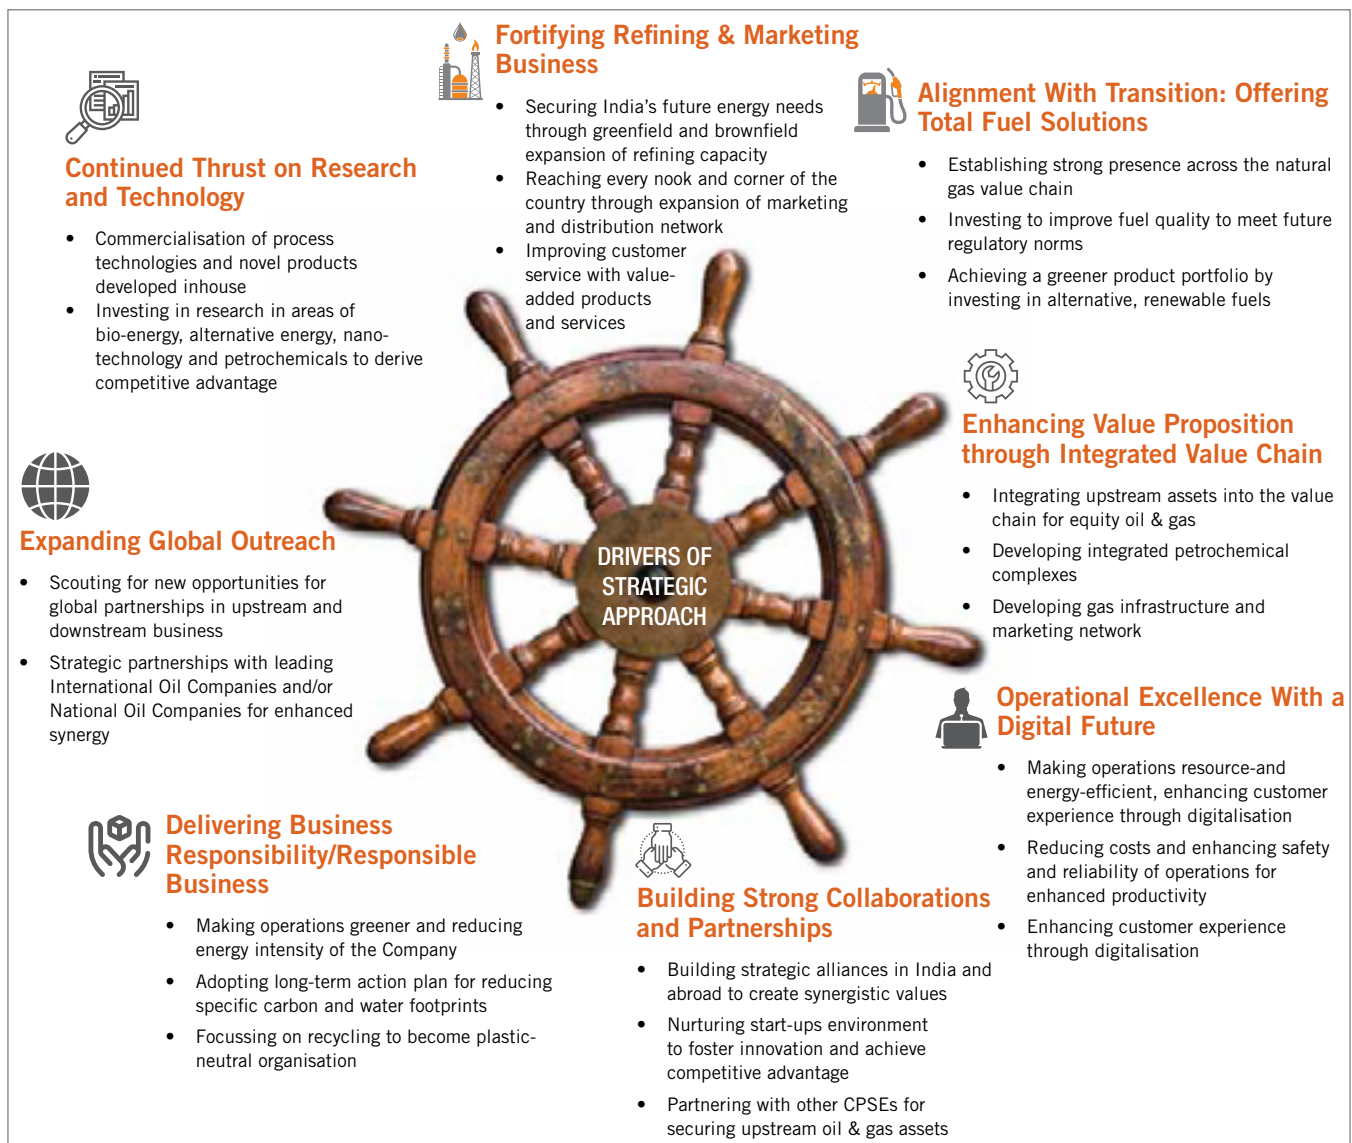 Fortifying Refining & Marketing
Business
• Securing India's future energy needs
through greenfield and brownfield
expansion of refining capacity
• Reaching every nook and corner of the
country through expansion of marketing
and distribution network
• Improving customer
service with value-
added products
and services
Alignment With Transition: Offering
Total Fuel Solutions
• Establishing strong presence across the natural
gas value chain
• Investing to improve fuel quality to meet future
regulatory norms
• Achieving a greener product portfolio by
investing in alternative, renewable fuels
Enhancing Value Proposition
through Integrated Value Chain
• Integrating upstream assets into the value
chain for equity oil & gas
• Developing integrated petrochemical
complexes
• Developing gas infrastructure and
marketing network
Operational Excellence With a
Digital Future
• Making operations resource-and
energy-efficient, enhancing customer
experience through digitalisation
• Reducing costs and enhancing safety
and reliability of operations for
enhanced productivity
• Enhancing customer experience
through digitalisation
Building Strong Collaborations
and Partnerships
• Building strategic alliances in India and
abroad to create synergistic values
• Nurturing start-ups environment
to foster innovation and achieve
competitive advantage
• Partnering with other CPSEs for
securing upstream oil & gas assets
Delivering Business
Responsibility/Responsible
Business
• Making operations greener and reducing
energy intensity of the Company
• Adopting long-term action plan for reducing
specific carbon and water footprints
• Focussing on recycling to become plastic-
neutral organisation
Expanding Global Outreach
• Scouting for new opportunities for
global partnerships in upstream and
downstream business
• Strategic partnerships with leading
International Oil Companies and/or
National Oil Companies for enhanced
synergy
Continued Thrust on Research
and Technology
• Commercialisation of process
technologies and novel products
developed inhouse
• Investing in research in areas of
bio-energy, alternative energy, nano-
technology and petrochemicals to derive
competitive advantage
DRIVERS OF
STRATEGIC
APPROACH